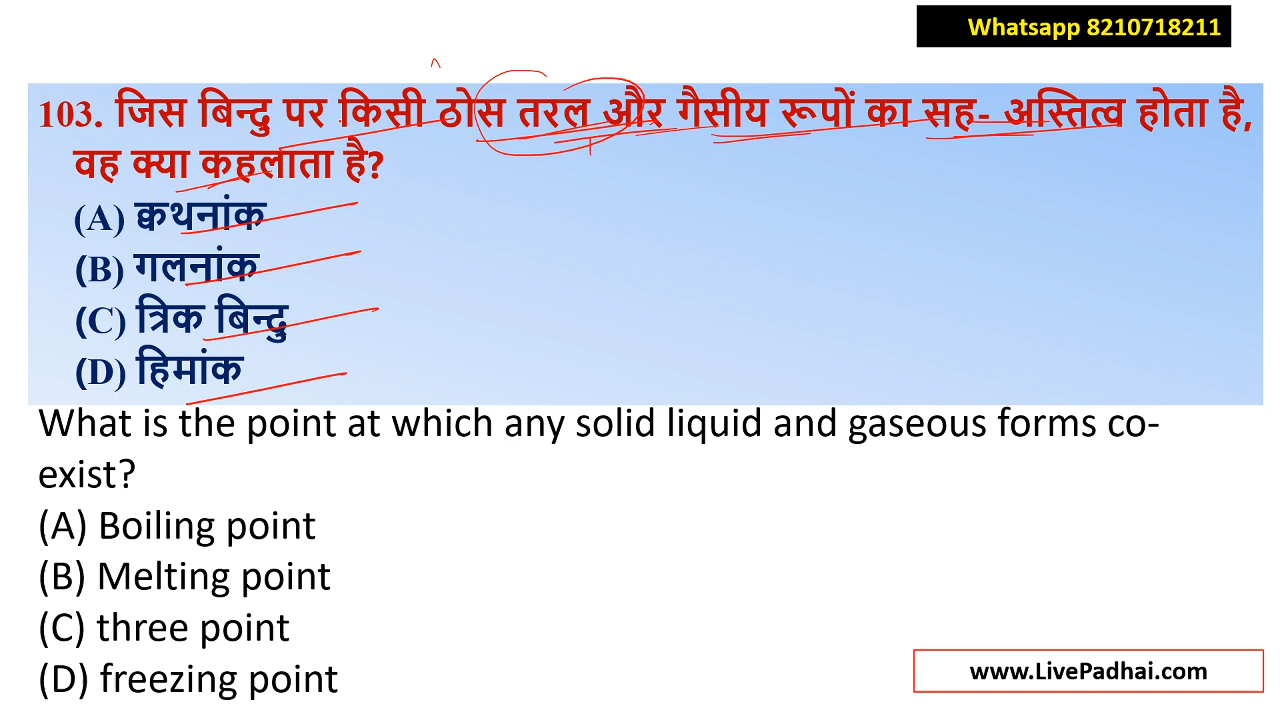 Whatsapp 8210718211
103. जिस बिन्दु पर किसी ठोस तरल और गैसीय रूपों का सह- अस्तित्व होता है,
वह क्या कहलाता है?
(A) क्वथनांक
(B) गलनांक
(C) त्रिक बिन्दु
(D) हिमांक
What is the point at which any solid liquid and gaseous forms co-
exist?
(A) Boiling point
(B) Melting point
(C) three point
(D) freezing point
www.LivePadhai.com